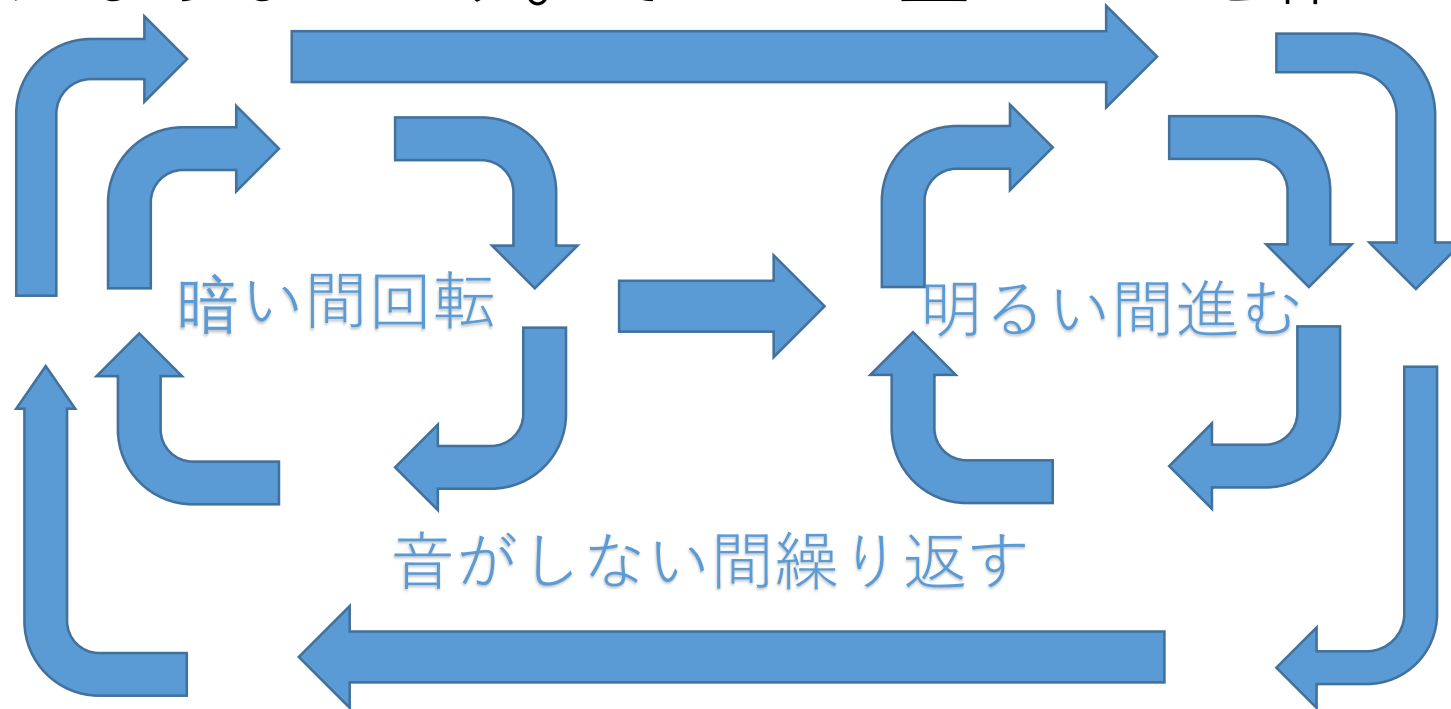 暗い間回転
明るい間進む
音がしない間繰り返す